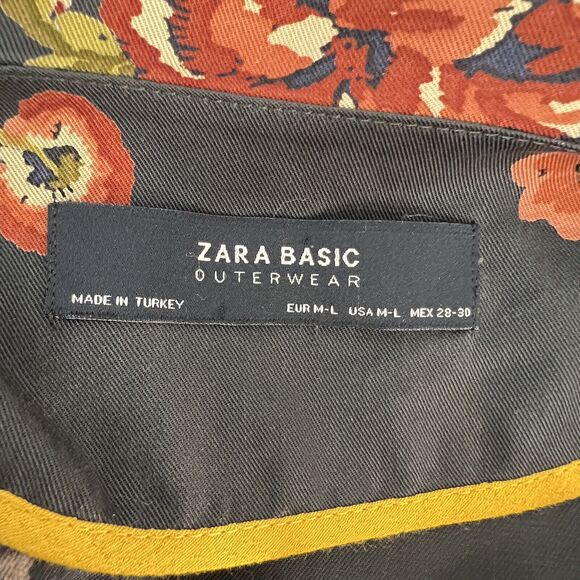 ZARA BASIC
OUTERWEAR
MADE IN TURKEY EUR M-L USA M-L MEX 28-30